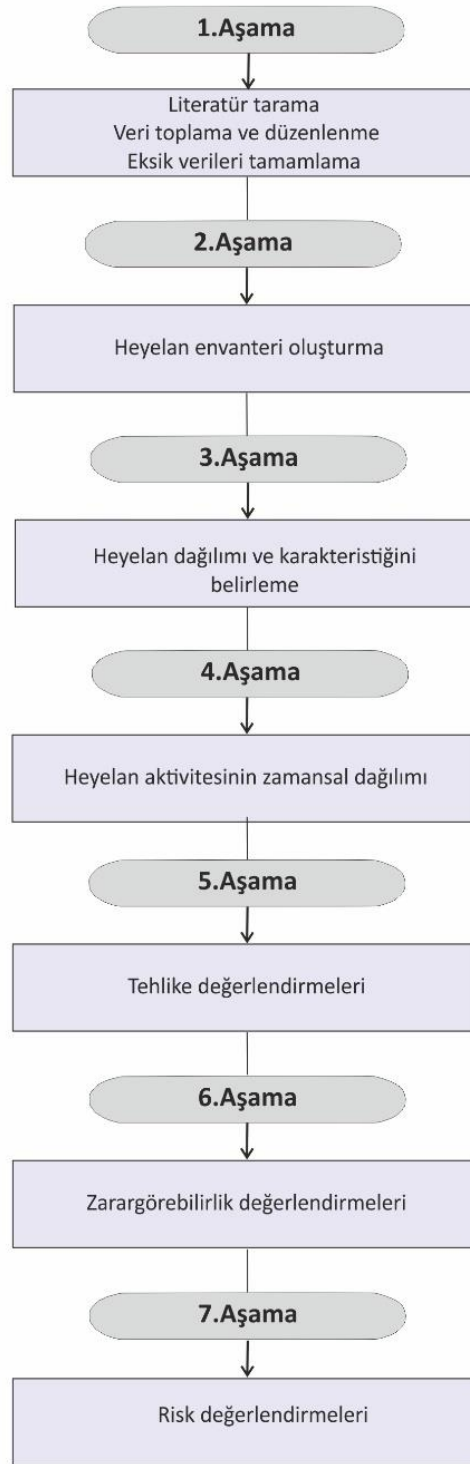 1.Aşama
Literatür tarama
Veri toplama ve düzenlenme
Eksik verileri tamamlama
2.Aşama
Heyelan envanteri oluşturma
3.Aşama
Heyelan dağılımı ve karakteristiğini
belirleme
4.Aşama
Heyelan aktivitesinin zamansal dağılımı
5.Aşama
Tehlike değerlendirmeleri
6.Aşama
Zarargörebilirlik değerlendirmeleri
7.Aşama
Risk değerlendirmeleri